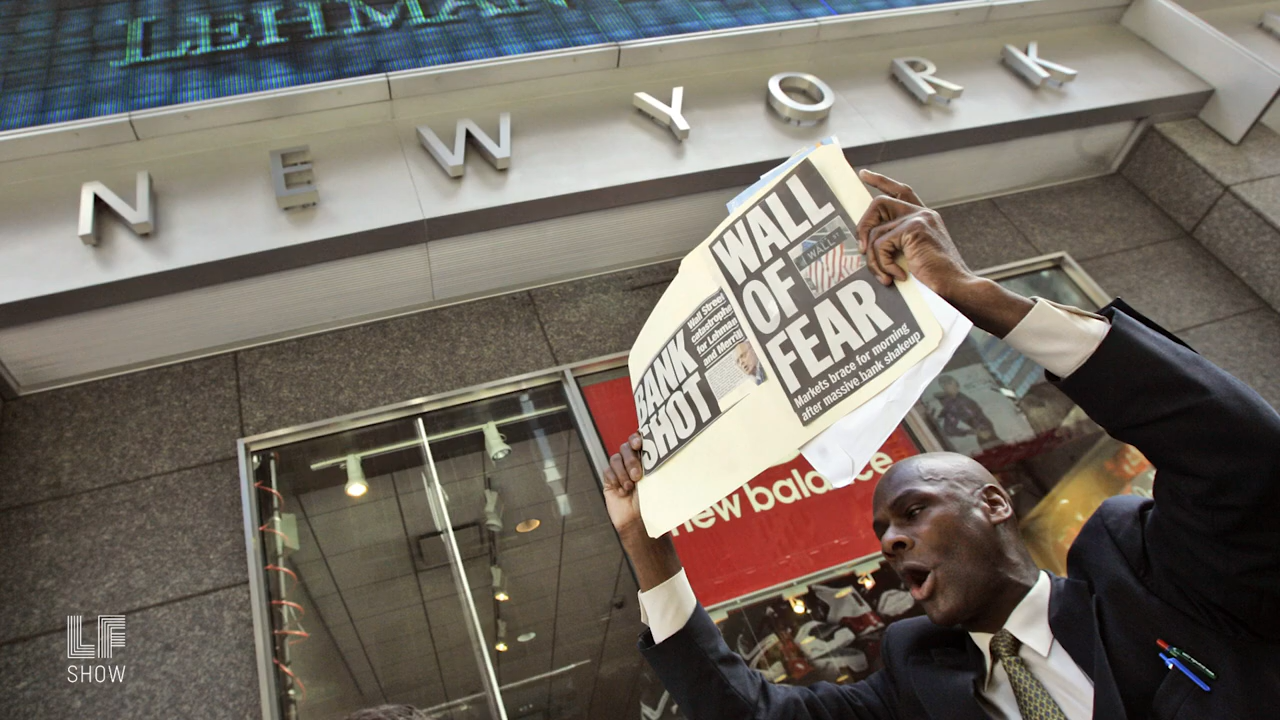 LEHMAN
NEW YORK
WALL
OF
FEAR
WALL
Markets brace for morning
after massive bank shakeup
BANK
SHOT
Wall Street
catastrophe
for Lehman
and Merrill
new balance
LF
SHOW